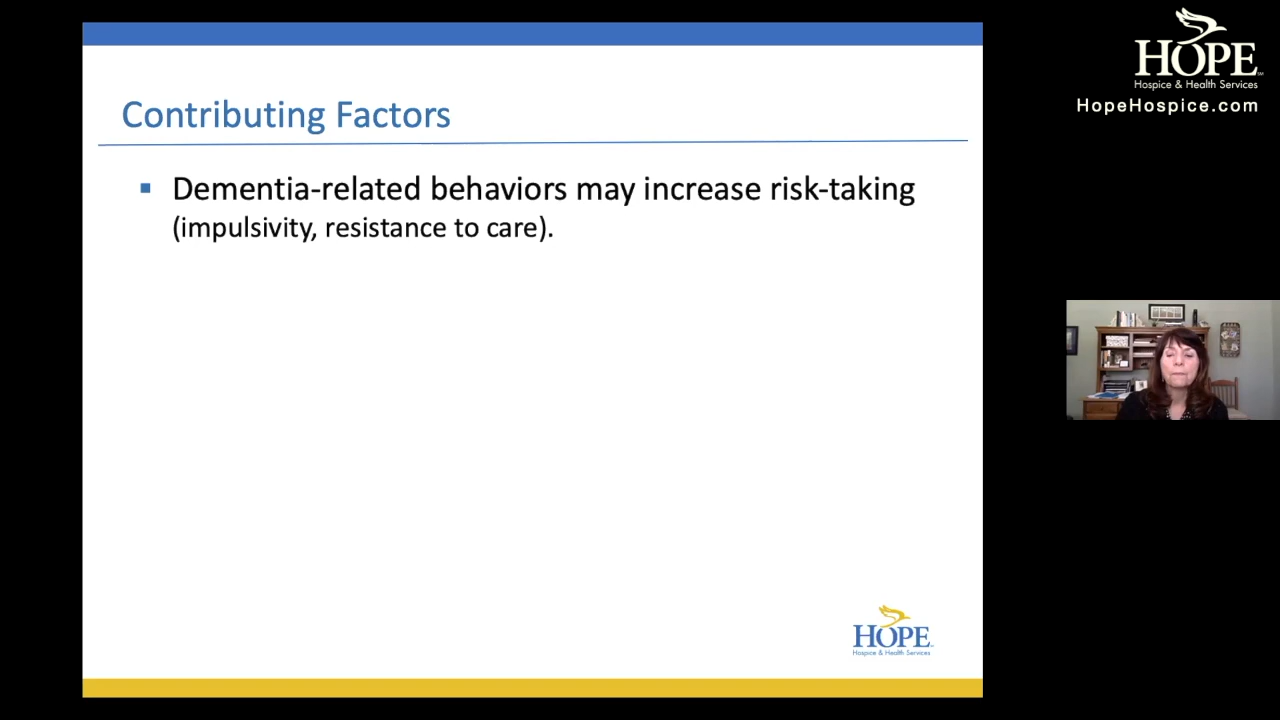 Contributing Factors
▪ Dementia-related behaviors may increase risk-taking
(impulsivity, resistance to care).
HOPE
Hospice & Health Services
HOPE
Hospice & Health Services
HopeHospice.com